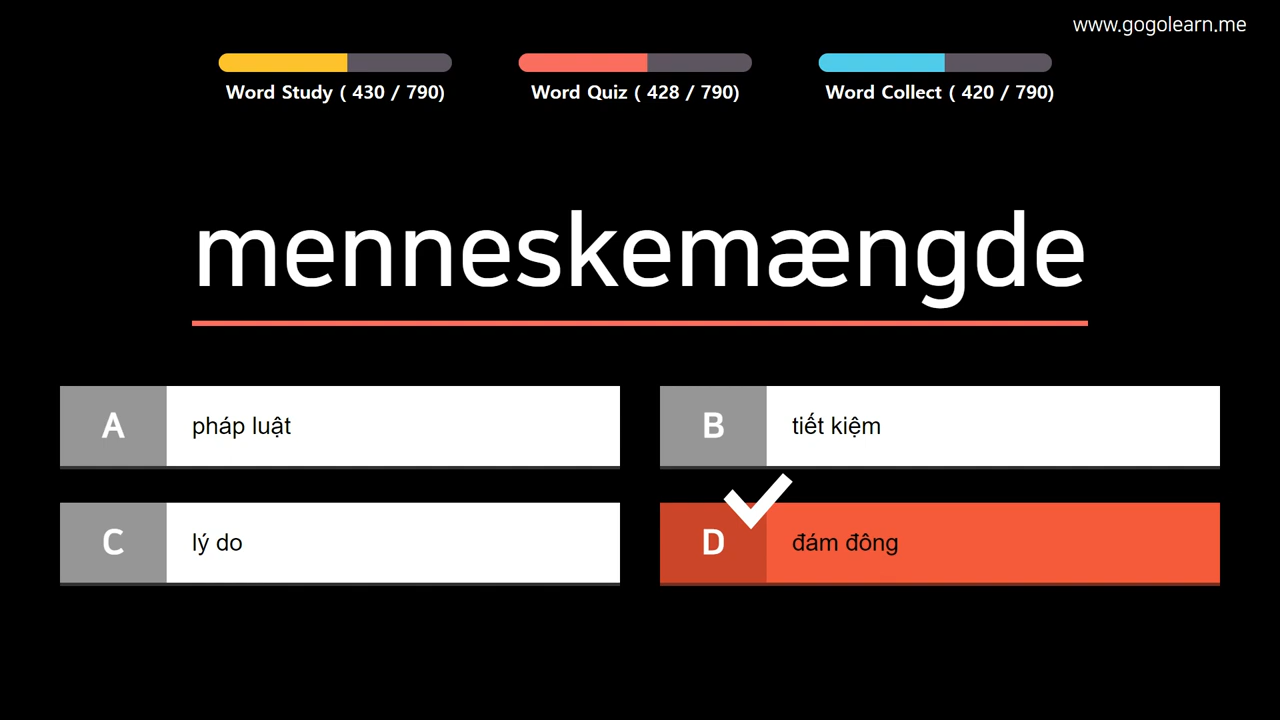 www.gogolearn.me
Word Study ( 430 / 790)
Word Quiz ( 428 / 790)
Word Collect ( 420 / 790)
menneskemængde
A pháp luật
B tiết kiệm
C lý do
D đám đông